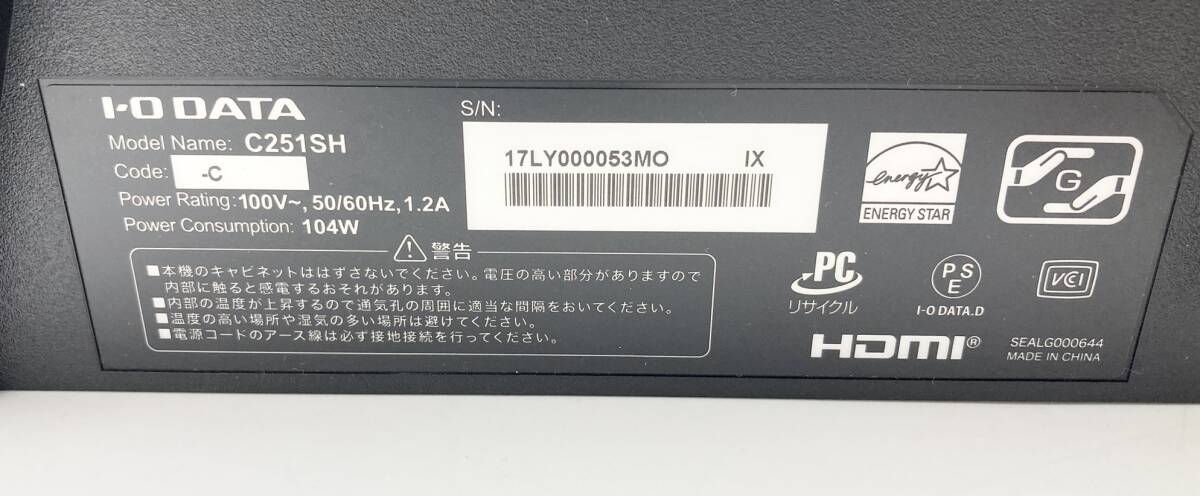 I-O DATA
Model Name: C251SH
Code: -C
Power Rating: 100V~, 50/60Hz, 1.2A
Power Consumption: 104W
S/N:
17LY000053MO IX
energy
ENERGY STAR
G
警告
■本機のキャビネットははずさないでください。電圧の高い部分がありますので
内部に触ると感電するおそれがあります。
■内部の温度が上昇するので通気孔の周囲に適当な間隔をおいてください。
■温度の高い場所や湿気の多い場所は避けてください。
■電源コードのアース線は必ず接地接続を行ってください。
PC
リサイクル
PS
E
I-O DATA.D
VCI
HDMI®
SEALG000644
MADE IN CHINA